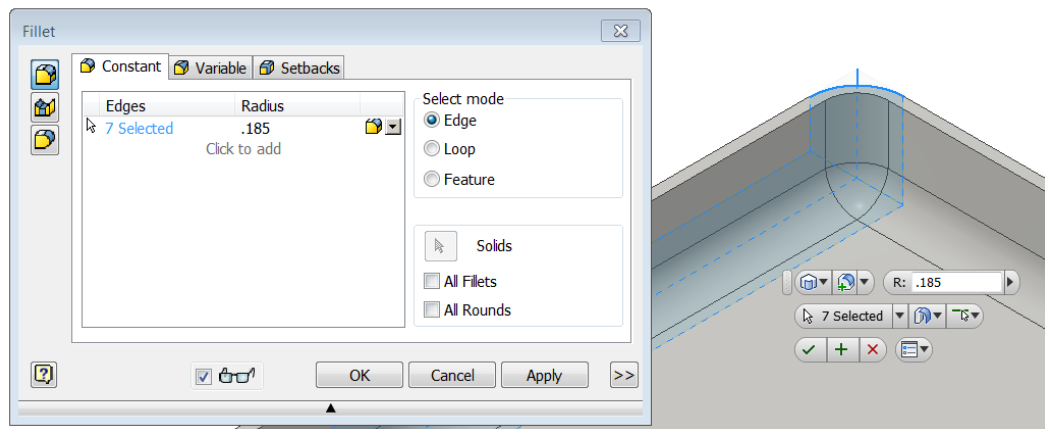 Fillet
Constant Variable Setbacks
Edges Radius
7 Selected .185
Click to add
Select mode
Edge
Loop
Feature
Solids
All Fillets
All Rounds
OK Cancel Apply >>
R: .185
7 Selected